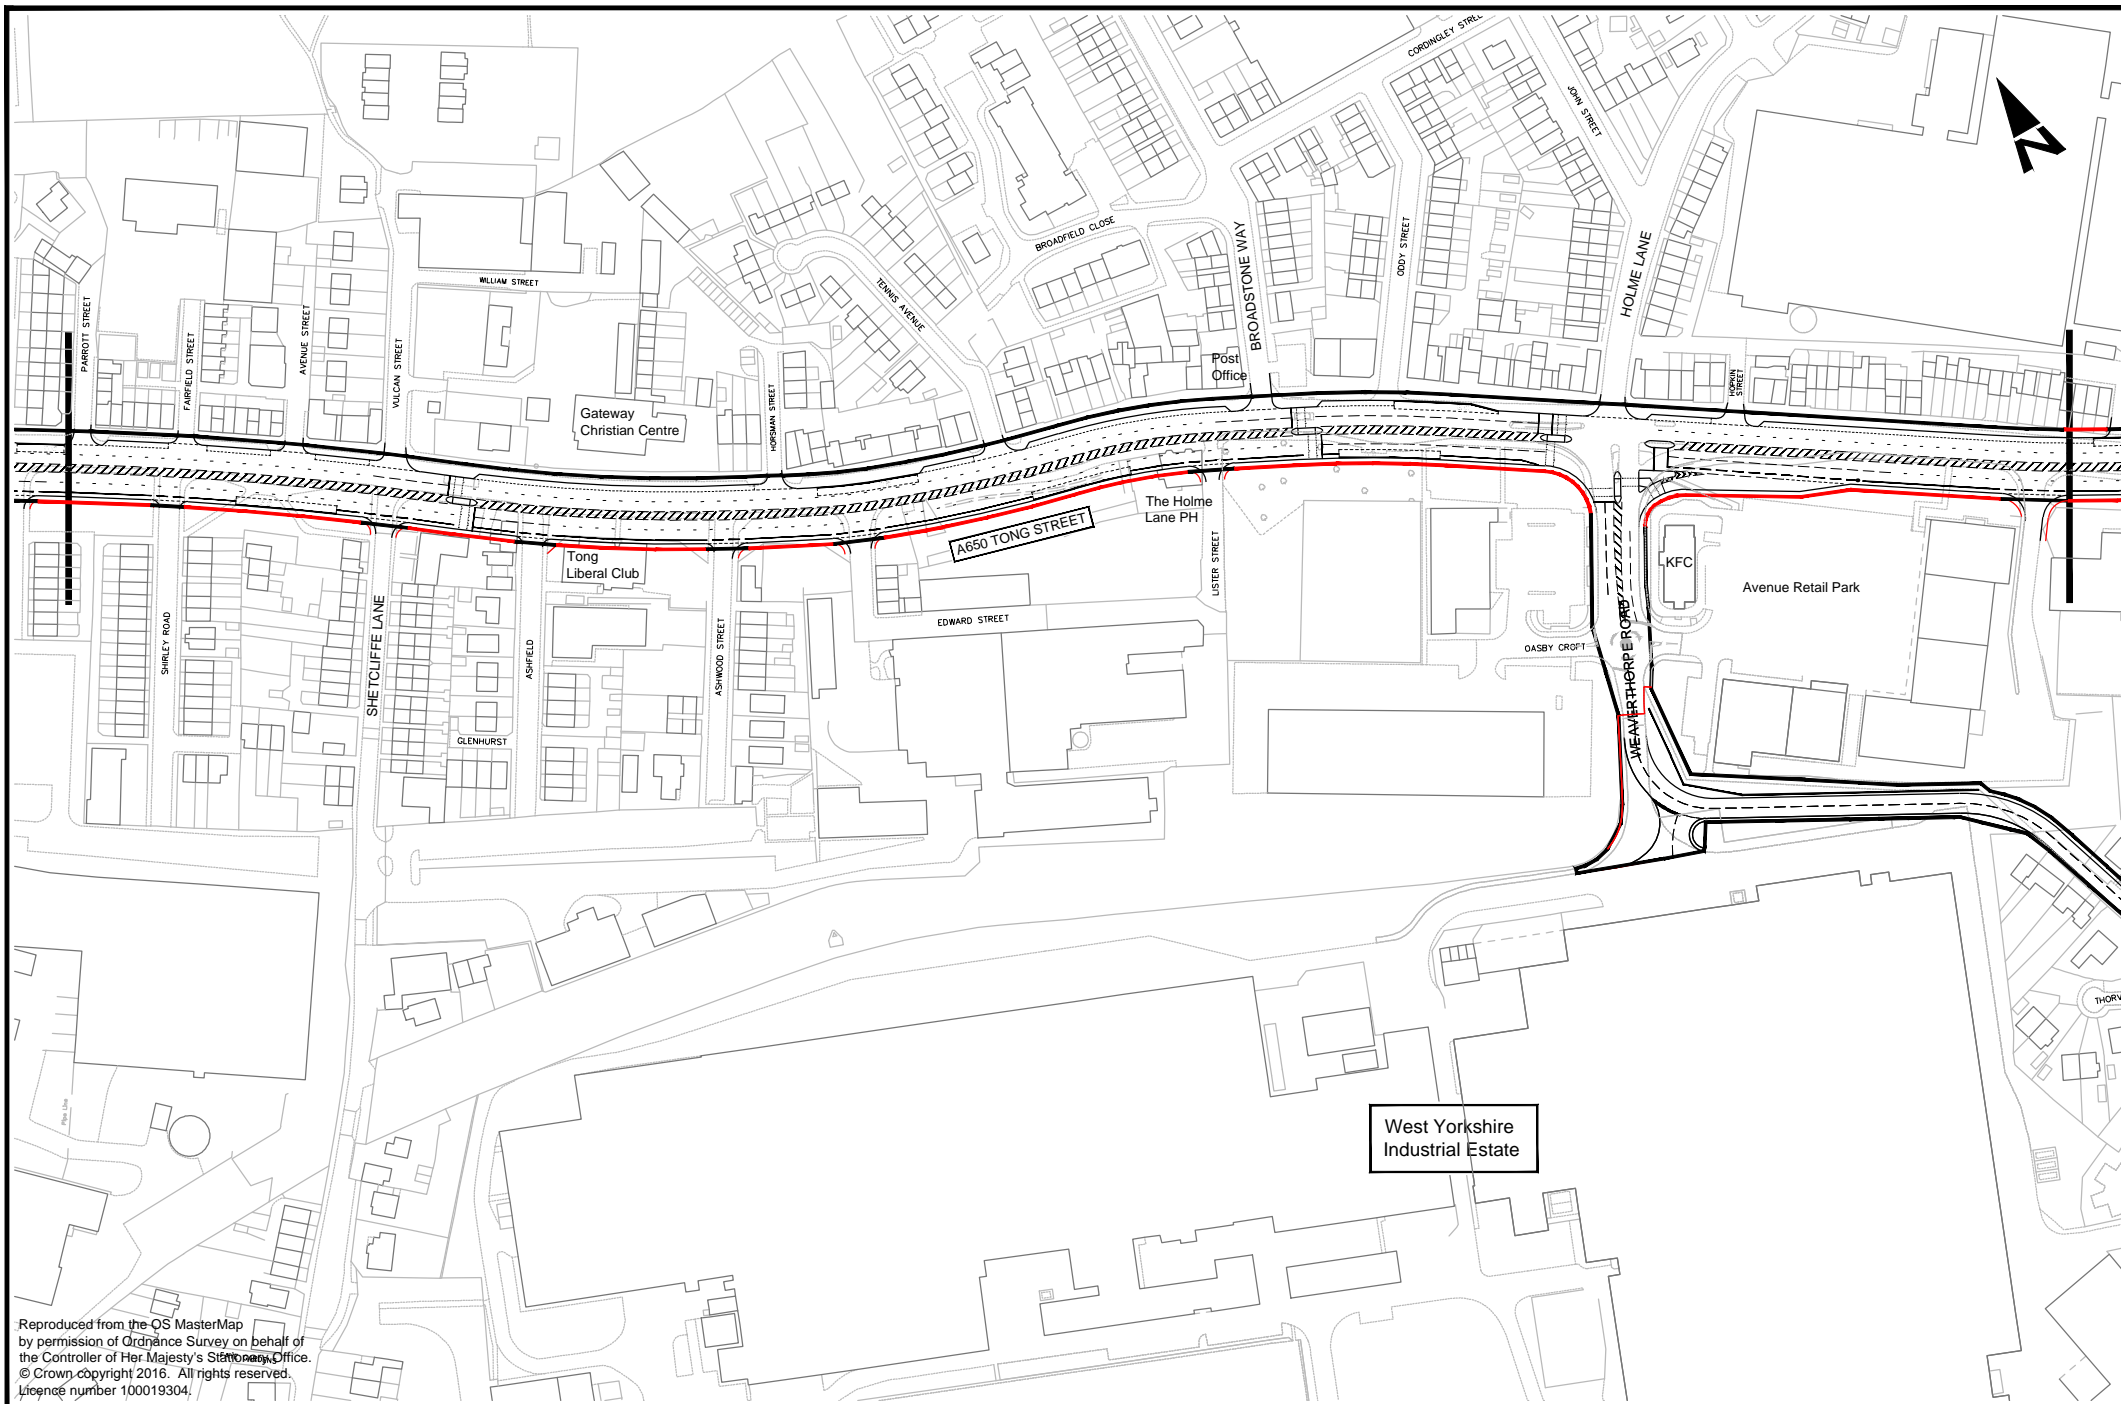 CORDINGLEY
JOHN STREET
N
BROADFIELD CLOSE
BROADSTONE WAY
ODDY STREET
HOLME LANE
WILLIAM STREET
TENNIS AVENUE
PARROTT STREET
FAIRFIELD STREET
AVENUE STREET
VULCAN STREET
HORSMAN STREET
HOPKIN
STREET
Post
Office
Gateway
Christian Centre
The Holme
Lane PH
A650 TONG STREET
Tong
Liberal Club
KFC
Avenue Retail Park
LISTER STREET
EDWARD STREET
SHIRLEY ROAD
SHETCLIFFE LANE
ASHFIELD
ASHWOOD STREET
GLENHURST
OASBY CROFT
WEAVERTHORPE ROAD
THORV
Pipe Line
West Yorkshire
Industrial Estate
Reproduced from the OS MasterMap
by permission of Ordnance Survey on behalf of
the Controller of Her Majesty's Stationery Office.
© Crown copyright 2016. All rights reserved.
Licence number 100019304.